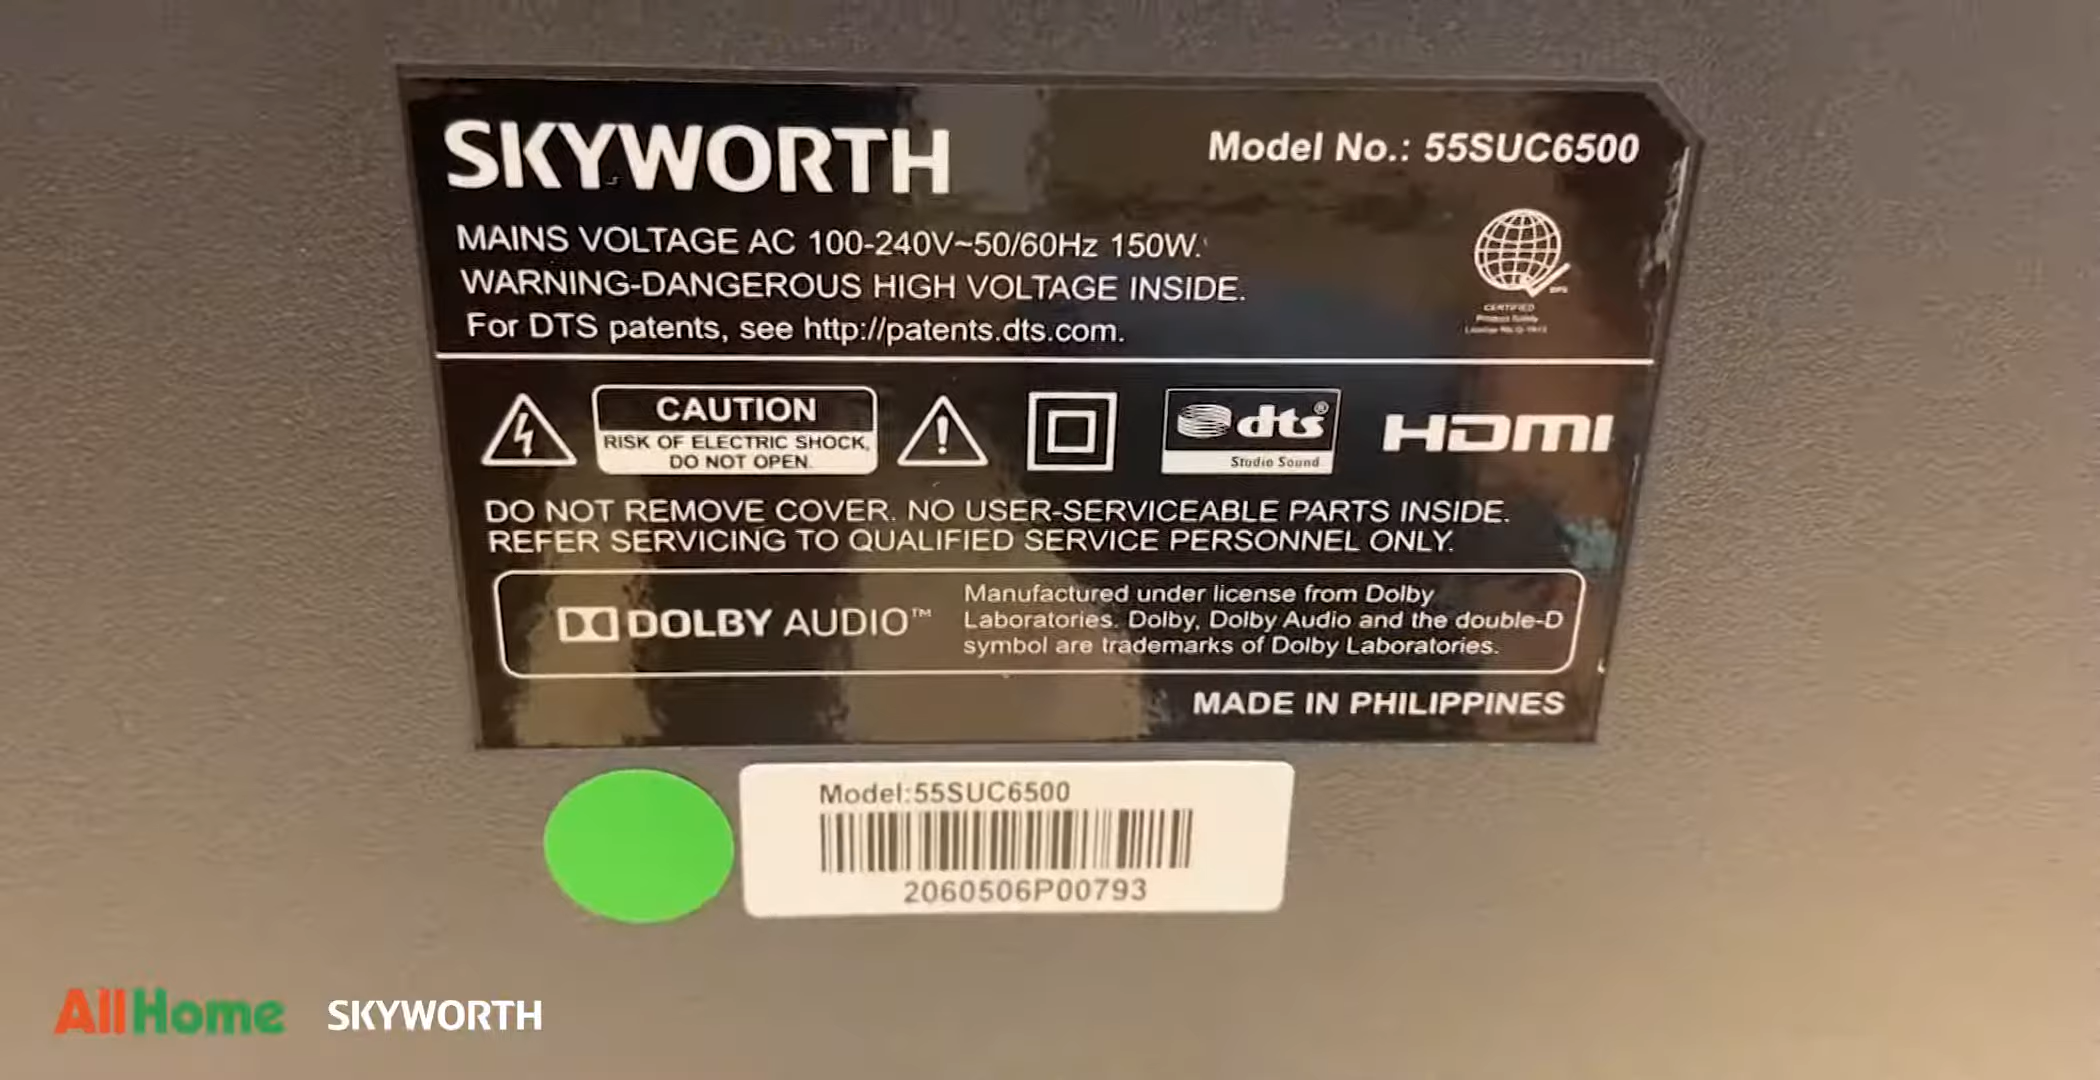 SKYWORTH
Model No.: 55SUC6500
MAINS VOLTAGE AC 100-240V~50/60Hz 150W.
WARNING-DANGEROUS HIGH VOLTAGE INSIDE.
For DTS patents, see http://patents.dts.com.
CERTIFIED
Product Safety
CAUTION
RISK OF ELECTRIC SHOCK,
DO NOT OPEN.
dts®
Studio Sound
HDMI
DO NOT REMOVE COVER. NO USER-SERVICEABLE PARTS INSIDE.
REFER SERVICING TO QUALIFIED SERVICE PERSONNEL ONLY.
DOLBY AUDIO™
Manufactured under license from Dolby
Laboratories. Dolby, Dolby Audio and the double-D
symbol are trademarks of Dolby Laboratories.
MADE IN PHILIPPINES
Model:55SUC6500
2060506P00793
AllHome SKYWORTH